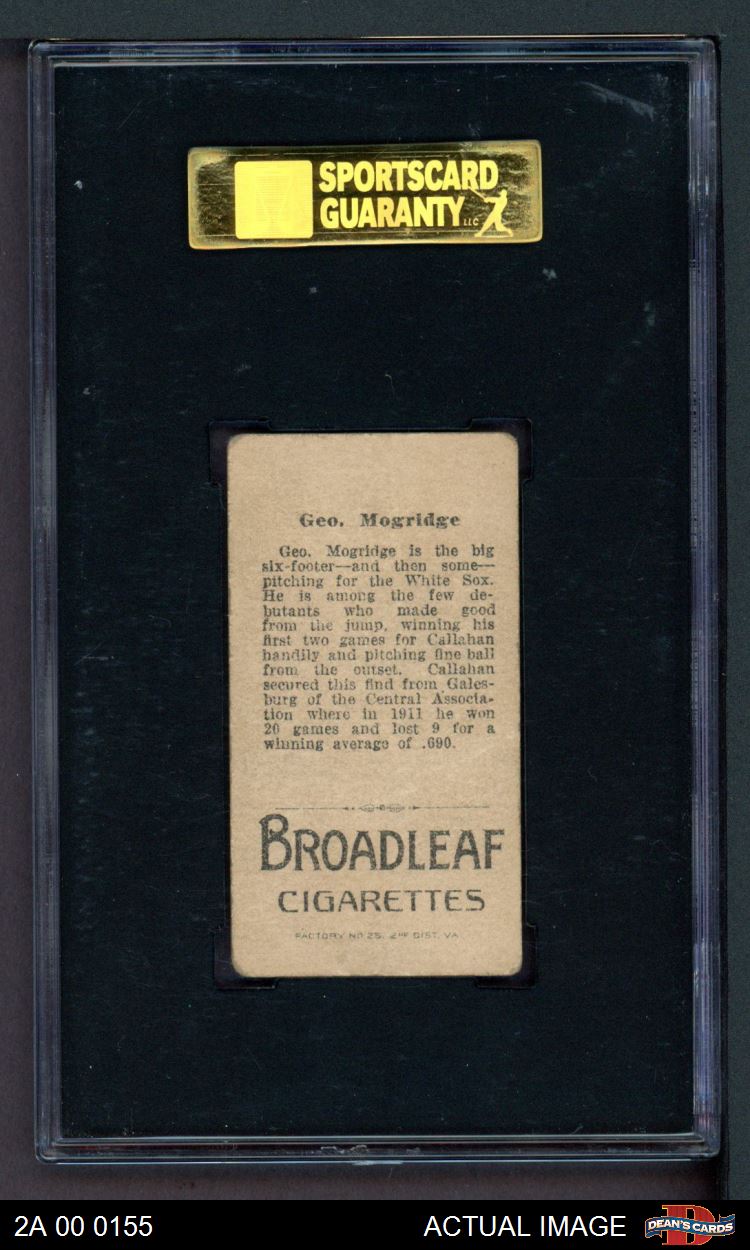 SPORTSCARD
GUARANTY LLC
Geo. Mogridge
Geo. Mogridge is the big
six-footer—and then some—
pitching for the White Sox.
He is among the few de-
butants who made good
from the jump, winning his
first two games for Callahan
handily and pitching fine ball
from the outset. Callahan
secured this find from Gales-
burg of the Central Associa-
tion where in 1911 he won
20 games and lost 9 for a
winning average of .690.
BROADLEAF
CIGARETTES
FACTORY NO 25, 2ND DIST. VA
2A 00 0155
ACTUAL IMAGE
DEAN'S CARDS